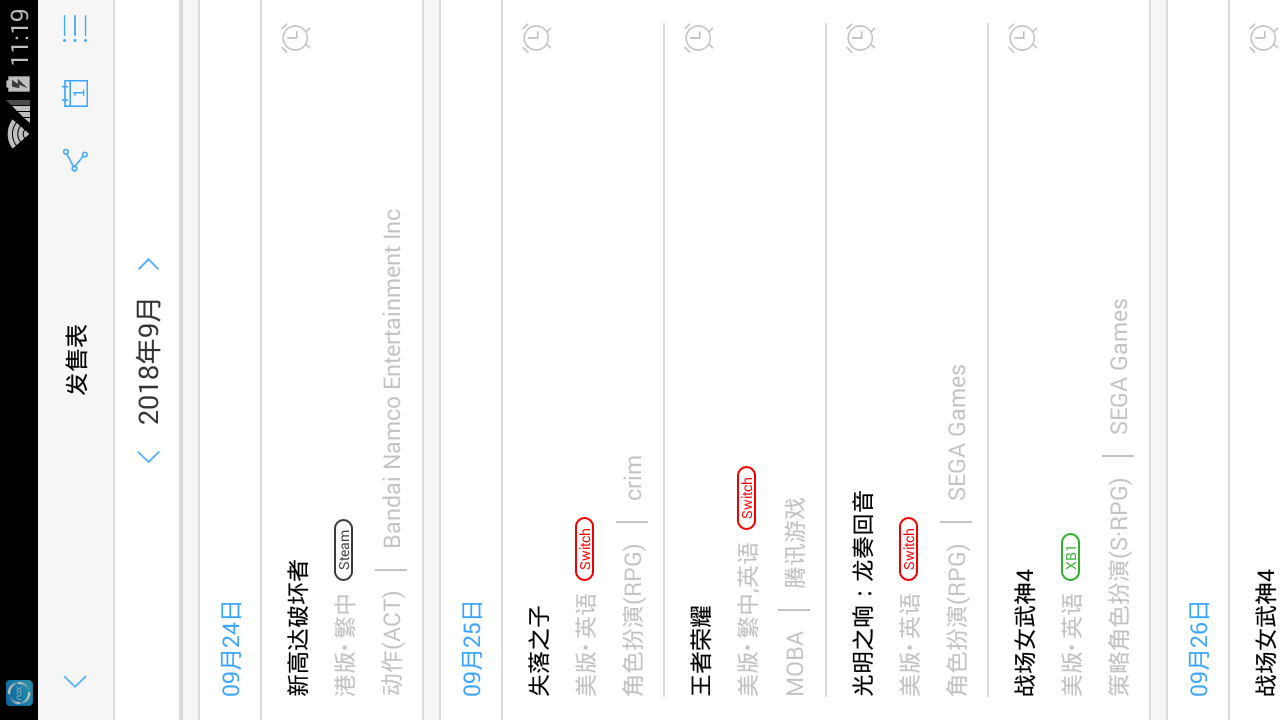 11:19
发售表
1
2018年9月
09月24日
新高达破坏者
港版· 繁中 Steam
动作(ACT) | Bandai Namco Entertainment Inc
09月25日
失落之子
美版· 英语 Switch
角色扮演(RPG) | crim
王者荣耀
美版· 繁中,英语 Switch
MOBA | 腾讯游戏
光明之响：龙奏回音
美版· 英语 Switch
角色扮演(RPG) | SEGA Games
战场女武神4
美版· 英语 XB1
策略角色扮演(S·RPG) | SEGA Games
09月26日
战场女武神4